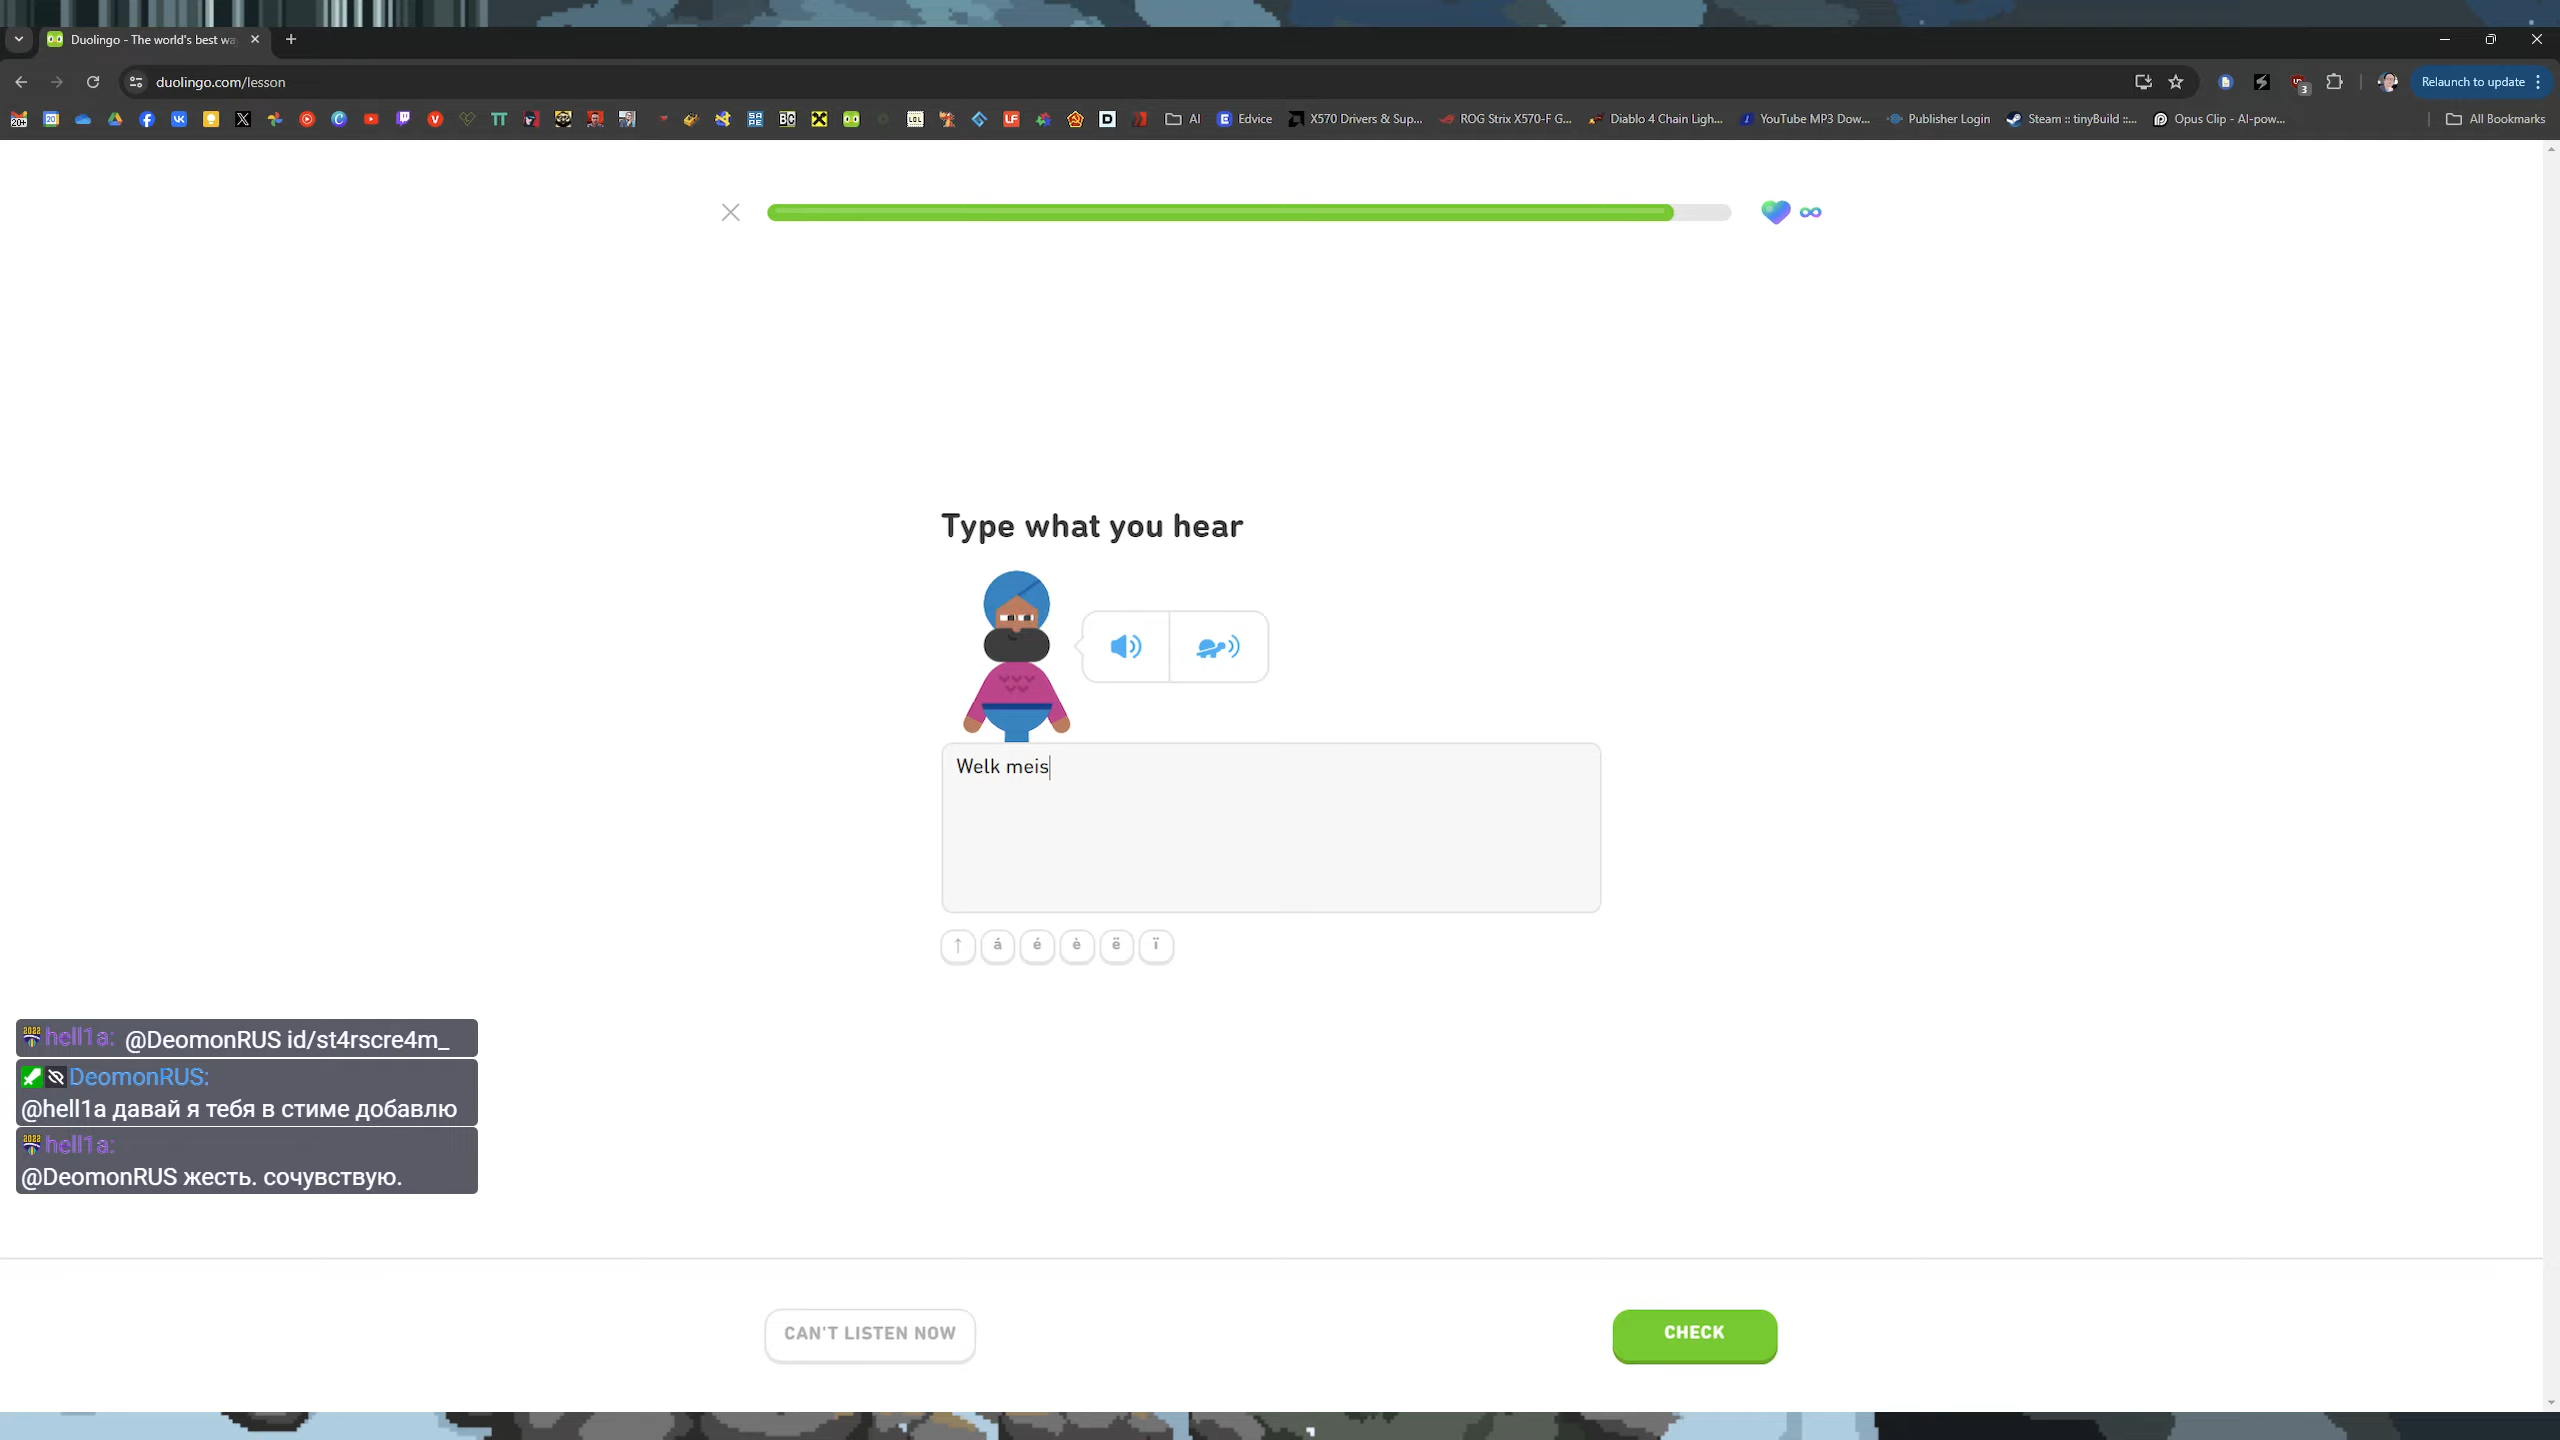 Duolingo - The world's best wa
duolingo.com/lesson
Relaunch to update
AI
Edvice
X570 Drivers & Sup...
ROG Strix X570-F G...
Diablo 4 Chain Ligh...
YouTube MP3 Dow...
Publisher Login
Steam :: tinyBuild ::...
Opus Clip - AI-pow...
All Bookmarks
Type what you hear
Welk meis
↑ á é è ë ï
hell1a: @DeomonRUS id/st4rscre4m_
DeomonRUS:
@hell1a давай я тебя в стиме добавлю
hell1a:
@DeomonRUS жесть. сочувствую.
CAN'T LISTEN NOW
CHECK